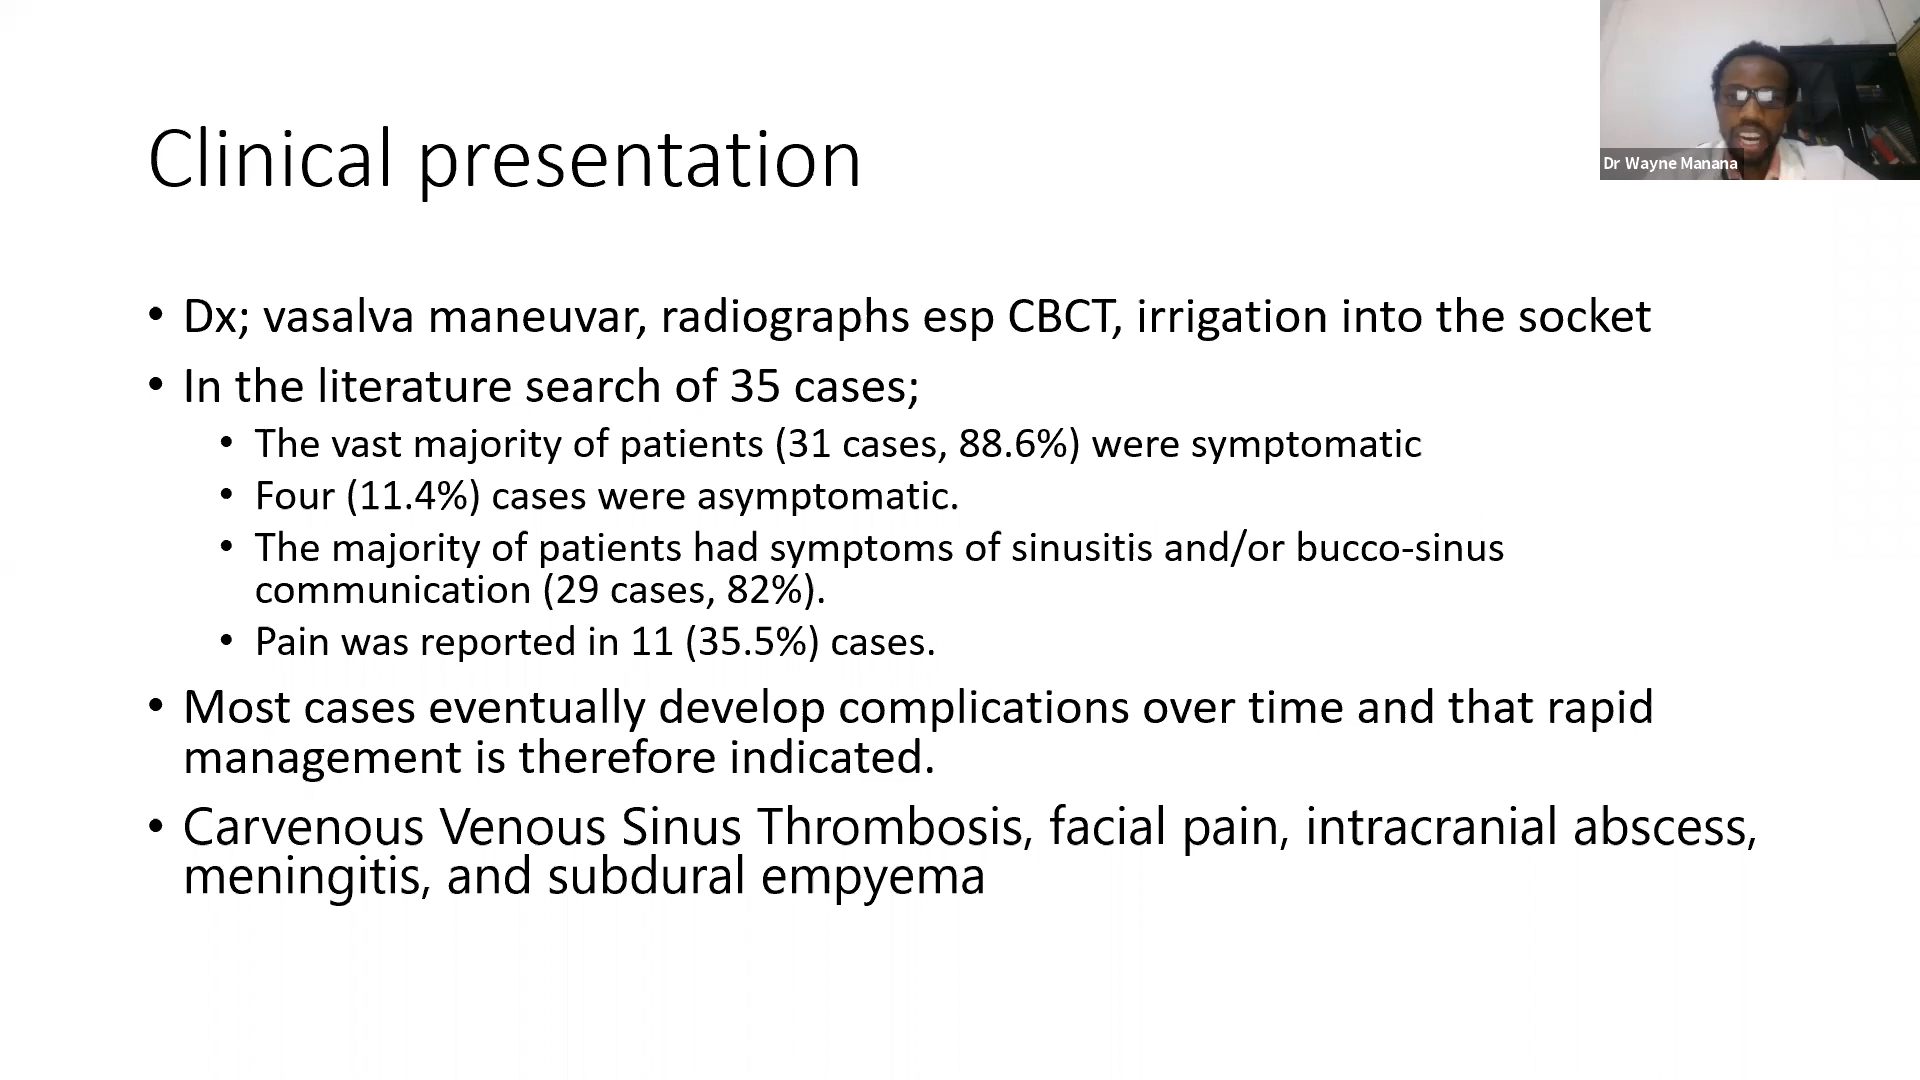 Clinical presentation
Dr Wayne Manana
• Dx; vasalva maneuvar, radiographs esp CBCT, irrigation into the socket
• In the literature search of 35 cases;
• The vast majority of patients (31 cases, 88.6%) were symptomatic
• Four (11.4%) cases were asymptomatic.
• The majority of patients had symptoms of sinusitis and/or bucco-sinus
communication (29 cases, 82%).
• Pain was reported in 11 (35.5%) cases.
• Most cases eventually develop complications over time and that rapid
management is therefore indicated.
• Carvenous Venous Sinus Thrombosis, facial pain, intracranial abscess,
meningitis, and subdural empyema